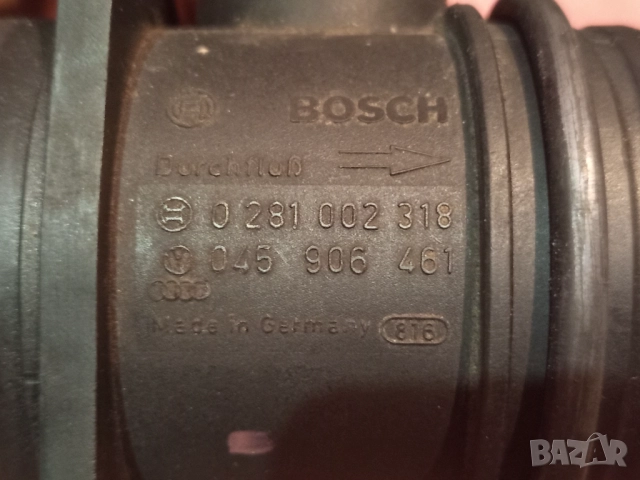 BOSCH
Durchfluß
0 281 002 318
045 906 461
Made in Germany 816
BAZAR